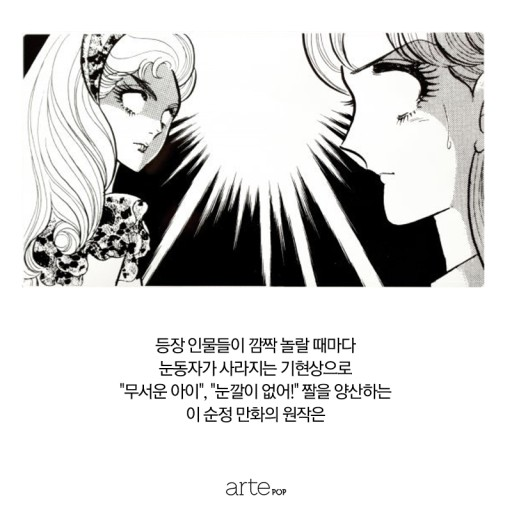 등장 인물들이 깜짝 놀랄 때마다
눈동자가 사라지는 기현상으로
"무서운 아이", "눈깔이 없어!" 짤을 양산하는
이 순정 만화의 원작은
arte POP